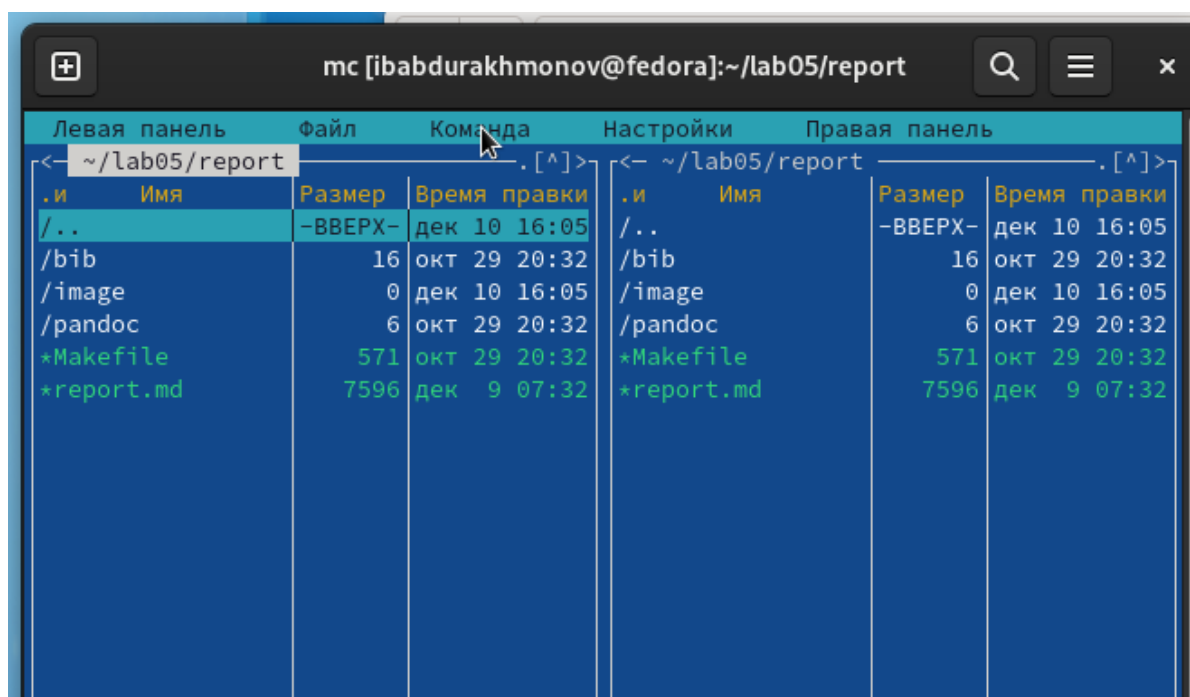 mc [ibabdurakhmonov@fedora]:~/lab05/report
Левая панель Файл Команда Настройки Правая панель
<— ~/lab05/report .[^]> <— ~/lab05/report .[^]>
.и Имя Размер Время правки .и Имя Размер Время правки
/.. -ВВЕРХ- дек 10 16:05 /.. -ВВЕРХ- дек 10 16:05
/bib 16 окт 29 20:32 /bib 16 окт 29 20:32
/image 0 дек 10 16:05 /image 0 дек 10 16:05
/pandoc 6 окт 29 20:32 /pandoc 6 окт 29 20:32
*Makefile 571 окт 29 20:32 *Makefile 571 окт 29 20:32
*report.md 7596 дек 9 07:32 *report.md 7596 дек 9 07:32